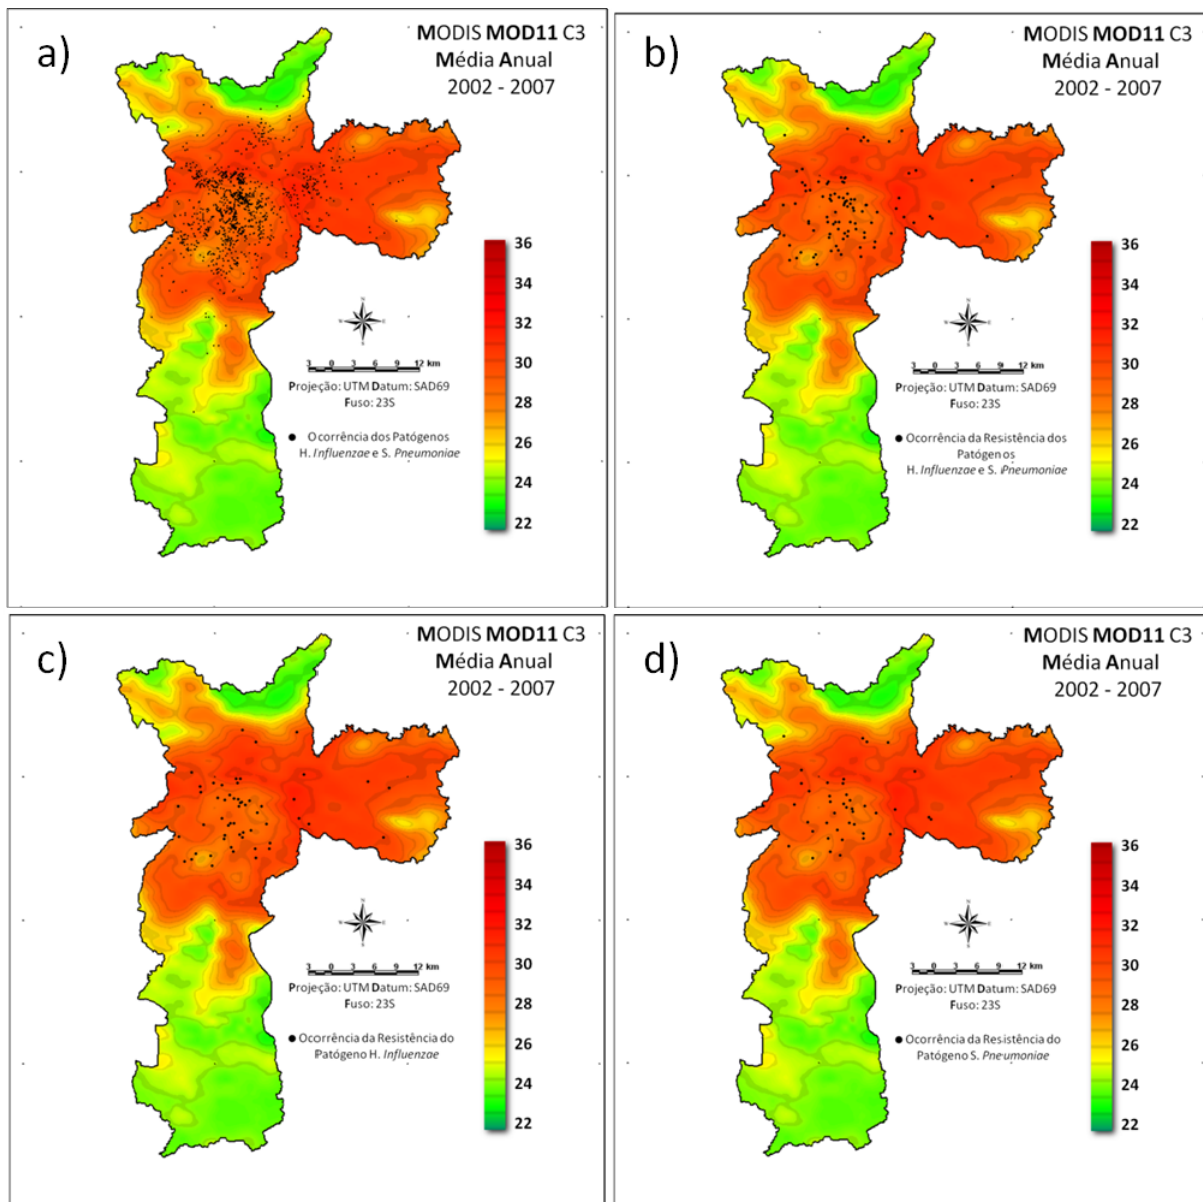 a)
MODIS MOD11 C3
Média Anual
2002 - 2007
36
34
32
30
28
26
24
22
3 0 3 6 9 12 km
Projeção: UTM Datum: SAD69
Fuso: 23S
Ocorrência dos Patógenos
H. Influenzae e S. Pneumoniae
b)
MODIS MOD11 C3
Média Anual
2002 - 2007
36
34
32
30
28
26
24
22
3 0 3 6 9 12 km
Projeção: UTM Datum: SAD69
Fuso: 23S
Ocorrência da Resistência dos
Patógenos
H. Influenzae e S. Pneumoniae
c)
MODIS MOD11 C3
Média Anual
2002 - 2007
36
34
32
30
28
26
24
22
3 0 3 6 9 12 km
Projeção: UTM Datum: SAD69
Fuso: 23S
Ocorrência da Resistência do
Patógeno H. Influenzae
d)
MODIS MOD11 C3
Média Anual
2002 - 2007
36
34
32
30
28
26
24
22
3 0 3 6 9 12 km
Projeção: UTM Datum: SAD69
Fuso: 23S
Ocorrência da Resistência do
Patógeno S. Pneumoniae